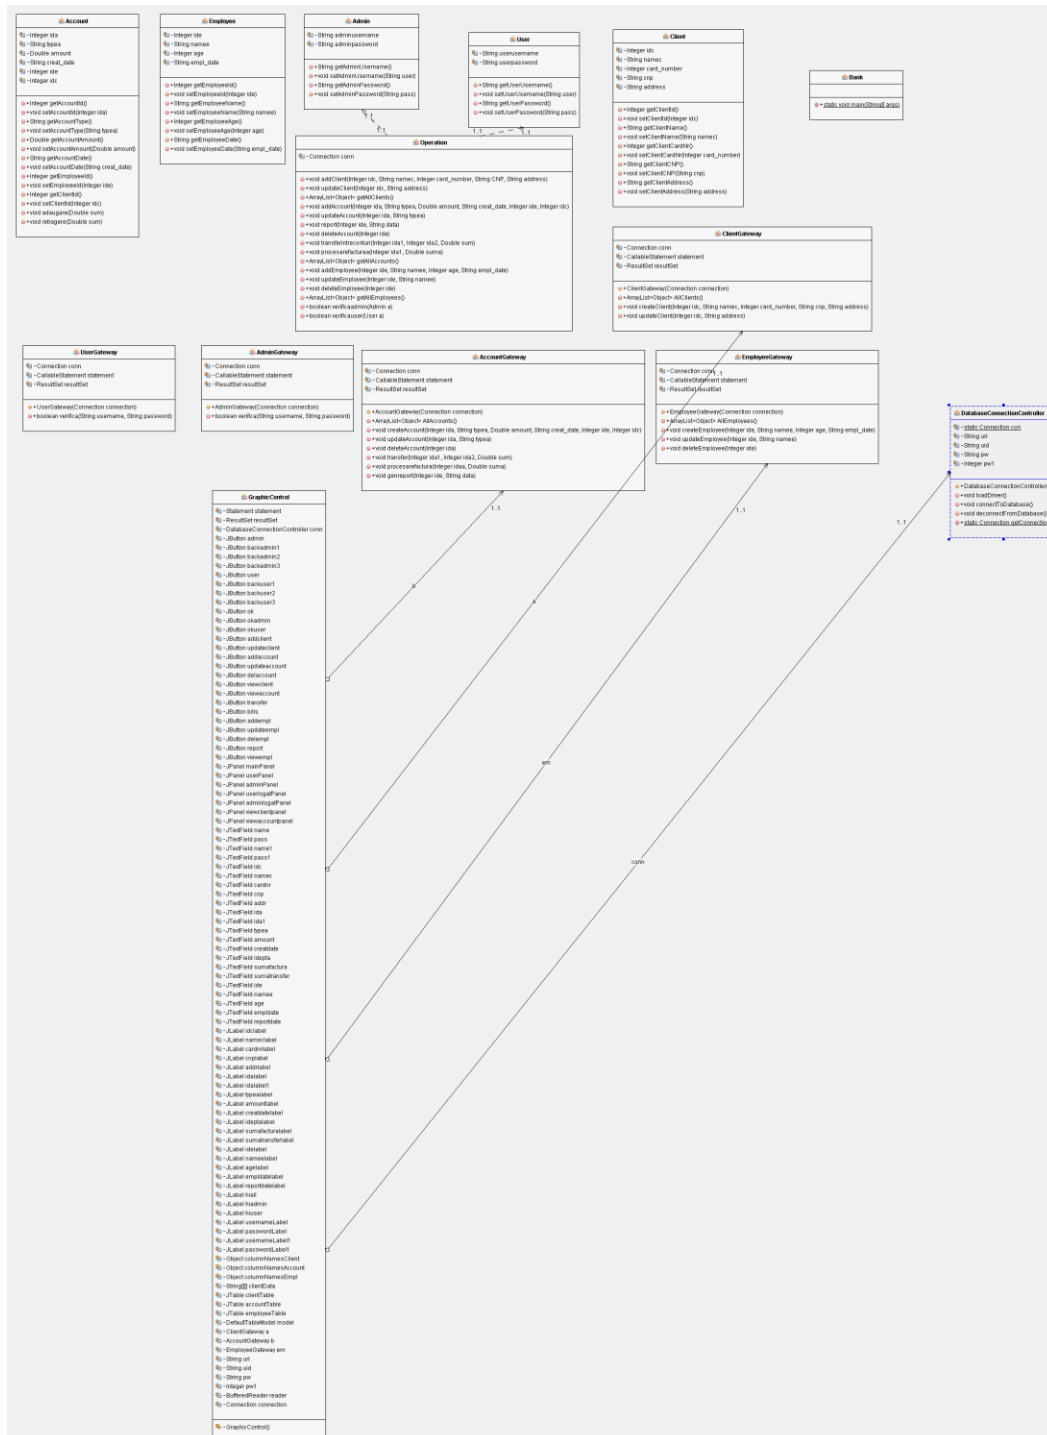 Account
-Integer ida
-String typea
-Double amount
-String creat_date
-Integer ide
-Integer idc
+Integer getAccountId()
+void setAccountId(Integer ida)
+String getAccountType()
+void setAccountType(String typea)
+Double getAccountAmount()
+void setAccountAmount(Double amount)
+String getAccountDate()
+void setAccountDate(String creat_date)
+Integer getEmployeeId()
+void setEmployeeId(Integer ide)
+Integer getClientId()
+void setClientId(Integer idc)
+void adaugare(Double sum)
+void retragere(Double sum)
Employee
-Integer ide
-String namee
-Integer age
-String empl_date
+Integer getEmployeeId()
+void setEmployeeId(Integer ide)
+String getEmployeeName()
+void setEmployeeName(String namee)
+Integer getEmployeeAge()
+void setEmployeeAge(Integer age)
+String getEmployeeDate()
+void setEmployeeDate(String empl_date)
Admin
-String adminusername
-String adminpassword
+String getAdminUsername()
+void setAdminUsername(String user)
+String getAdminPassword()
+void setAdminPassword(String pass)
User
-String userusername
-String userpassword
+String getUserUsername()
+void setUserUsername(String user)
+String getUserPassword()
+void setUserPassword(String pass)
Client
-Integer idc
-String namec
-Integer card_number
-String cnp
-String address
+Integer getClientId()
+void setClientId(Integer idc)
+String getClientName()
+void setClientName(String namec)
+Integer getClientCardNr()
+void setClientCardNr(Integer card_number)
+String getClientCNP()
+void setClientCNP(String cnp)
+String getClientAddress()
+void setClientAddress(String address)
Bank
+static void main(String[] args)
1..1
1..1
1..1
1..1
Operation
-Connection conn
+void addClient(Integer idc, String namec, Integer card_number, String CNP, String address)
+void updateClient(Integer idc, String address)
+ArrayList<Object> getAllClients()
+void addAccount(Integer ida, String typea, Double amount, String creat_date, Integer ide, Integer idc)
+void updateAccount(Integer ida, String typea)
+void report(Integer ide, String data)
+void deleteAccount(Integer ida)
+void transferintreconturi(Integer ida1, Integer ida2, Double sum)
+void procesarefacturaa(Integer ida1, Double suma)
+ArrayList<Object> getAllAccounts()
+void addEmployee(Integer ide, String namee, Integer age, String empl_date)
+void updateEmployee(Integer ide, String namee)
+void deleteEmployee(Integer ide)
+ArrayList<Object> getAllEmployees()
+boolean verificaadmin(Admin a)
+boolean verificauser(User a)
ClientGateway
-Connection conn
-CallableStatement statement
-ResultSet resultSet
+ClientGateway(Connection connection)
+ArrayList<Object> AllClients()
+void createClient(Integer idc, String namec, Integer card_number, String cnp, String address)
+void updateClient(Integer idc, String address)
UserGateway
-Connection conn
-CallableStatement statement
-ResultSet resultSet
+UserGateway(Connection connection)
+boolean verifica(String username, String password)
AdminGateway
-Connection conn
-CallableStatement statement
-ResultSet resultSet
+AdminGateway(Connection connection)
+boolean verifica(String username, String password)
AccountGateway
-Connection conn
-CallableStatement statement
-ResultSet resultSet
+AccountGateway(Connection connection)
+ArrayList<Object> AllAccounts()
+void createAccount(Integer ida, String typea, Double amount, String creat_date, Integer ide, Integer idc)
+void updateAccount(Integer ida, String typea)
+void deleteAccount(Integer ida)
+void transfer(Integer ida1, Integer ida2, Double sum)
+void procesarefactura(Integer idaa, Double suma)
+void genreport(Integer ide, String data)
EmployeeGateway
-Connection conn
1..1
-CallableStatement statement
-ResultSet resultSet
+EmployeeGateway(Connection connection)
+ArrayList<Object> AllEmployees()
+void createEmployee(Integer ide, String namee, Integer age, String empl_date)
+void updateEmployee(Integer ide, String namee)
+void deleteEmployee(Integer ide)
DatabaseConnectionController
-static Connection con
-String url
-String uid
-String pw
-Integer pw1
+DatabaseConnectionController
+void loadDriver()
+void connectToDatabase()
+void deconnectFromDatabase()
+static Connection getConnectio
1..1
1..1
1..1
b
a
em
conn
GraphicControl
-Statement statement
-ResultSet resultSet
-DatabaseConnectionController conn
-JButton admin
-JButton backadmin1
-JButton backadmin2
-JButton backadmin3
-JButton user
-JButton backuser1
-JButton backuser2
-JButton backuser3
-JButton ok
-JButton okadmin
-JButton okuser
-JButton addclient
-JButton updateclient
-JButton addaccount
-JButton updateaccount
-JButton delaccount
-JButton viewclient
-JButton viewaccount
-JButton transfer
-JButton bills
-JButton addempl
-JButton updateempl
-JButton delempl
-JButton report
-JButton viewempl
-JPanel mainPanel
-JPanel userPanel
-JPanel adminPanel
-JPanel userlogatPanel
-JPanel adminlogatPanel
-JPanel viewclientpanel
-JPanel viewaccountpanel
-JTextField name
-JTextField pass
-JTextField name1
-JTextField pass1
-JTextField idc
-JTextField namec
-JTextField cardnr
-JTextField cnp
-JTextField addr
-JTextField ida
-JTextField ida1
-JTextField typea
-JTextField amount
-JTextField creatdate
-JTextField idepta
-JTextField sumafactura
-JTextField sumatransfer
-JTextField ide
-JTextField namee
-JTextField age
-JTextField empldate
-JTextField reportdate
-JLabel idclabel
-JLabel nameclabel
-JLabel cardnrlabel
-JLabel cnplabel
-JLabel addrlabel
-JLabel idalabel
-JLabel idalabel1
-JLabel typealabel
-JLabel amountlabel
-JLabel creatdatelabel
-JLabel ideptalabel
-JLabel sumafacturalabel
-JLabel sumatransferlabel
-JLabel idelabel
-JLabel nameelabel
-JLabel agelabel
-JLabel empldatelabel
-JLabel reportdatelabel
-JLabel hiall
-JLabel hiadmin
-JLabel hiuser
-JLabel usernameLabel
-JLabel passwordLabel
-JLabel usernameLabel1
-JLabel passwordLabel1
-Object columnNamesClient
-Object columnNamesAccount
-Object columnNamesEmpl
-String[][] clientData
-JTable clientTable
-JTable accountTable
-JTable employeeTable
-DefaultTableModel model
-ClientGateway a
-AccountGateway b
-EmployeeGateway em
-String url
-String uid
-String pw
-Integer pw1
-BufferedReader reader
-Connection connection
-GraphicControl()